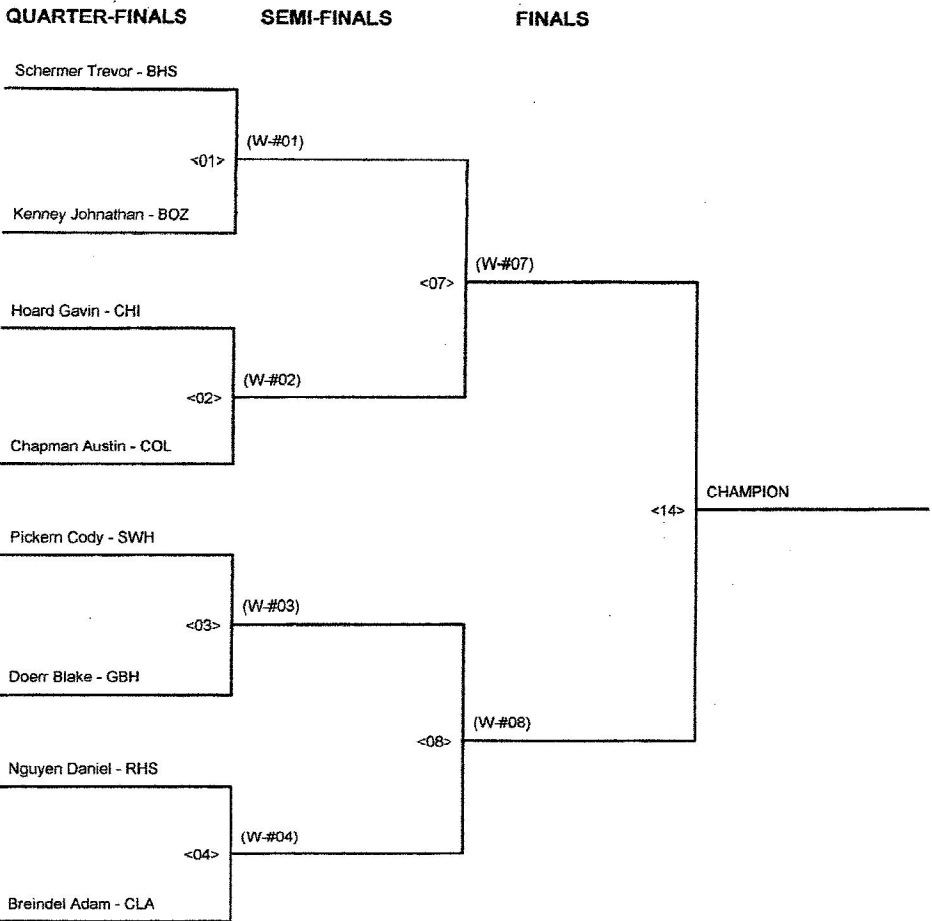 QUARTER-FINALS SEMI-FINALS FINALS
Schermer Trevor - BHS
(W-#01)
<01>
Kenney Johnathan - BOZ
(W-#07)
<07>
Hoard Gavin - CHI
(W-#02)
<02>
Chapman Austin - COL
CHAMPION
<14>
Pickern Cody - SWH
(W-#03)
<03>
Doerr Blake - GBH
(W-#08)
<08>
Nguyen Daniel - RHS
(W-#04)
<04>
Breindel Adam - CLA